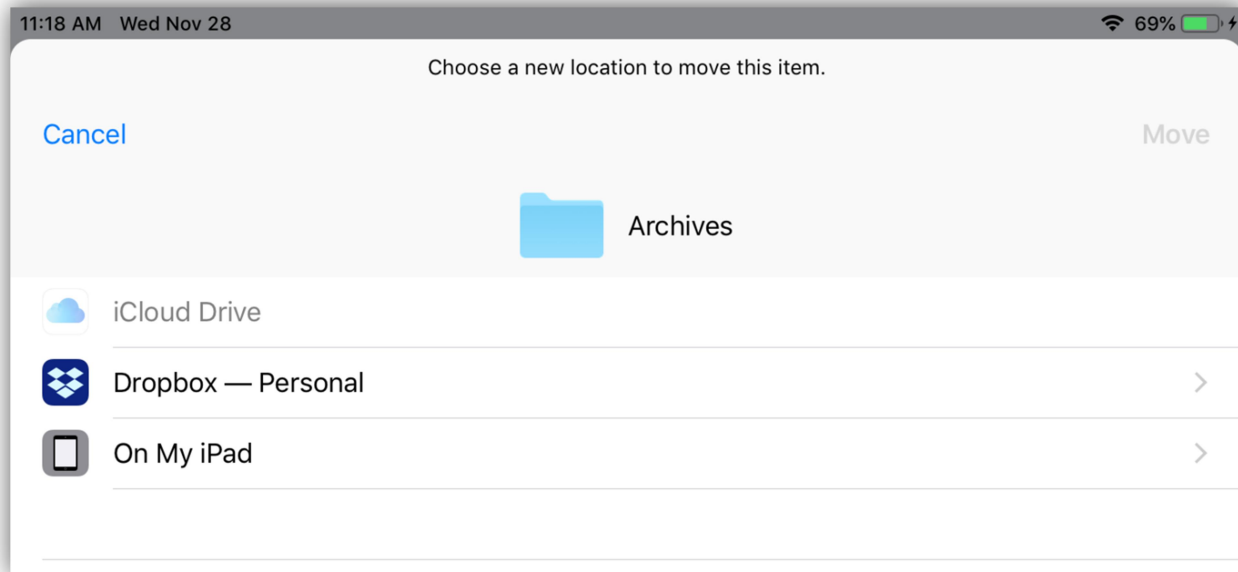 11:18 AM Wed Nov 28 69%
Choose a new location to move this item.
Cancel Move
Archives
iCloud Drive
Dropbox — Personal
On My iPad